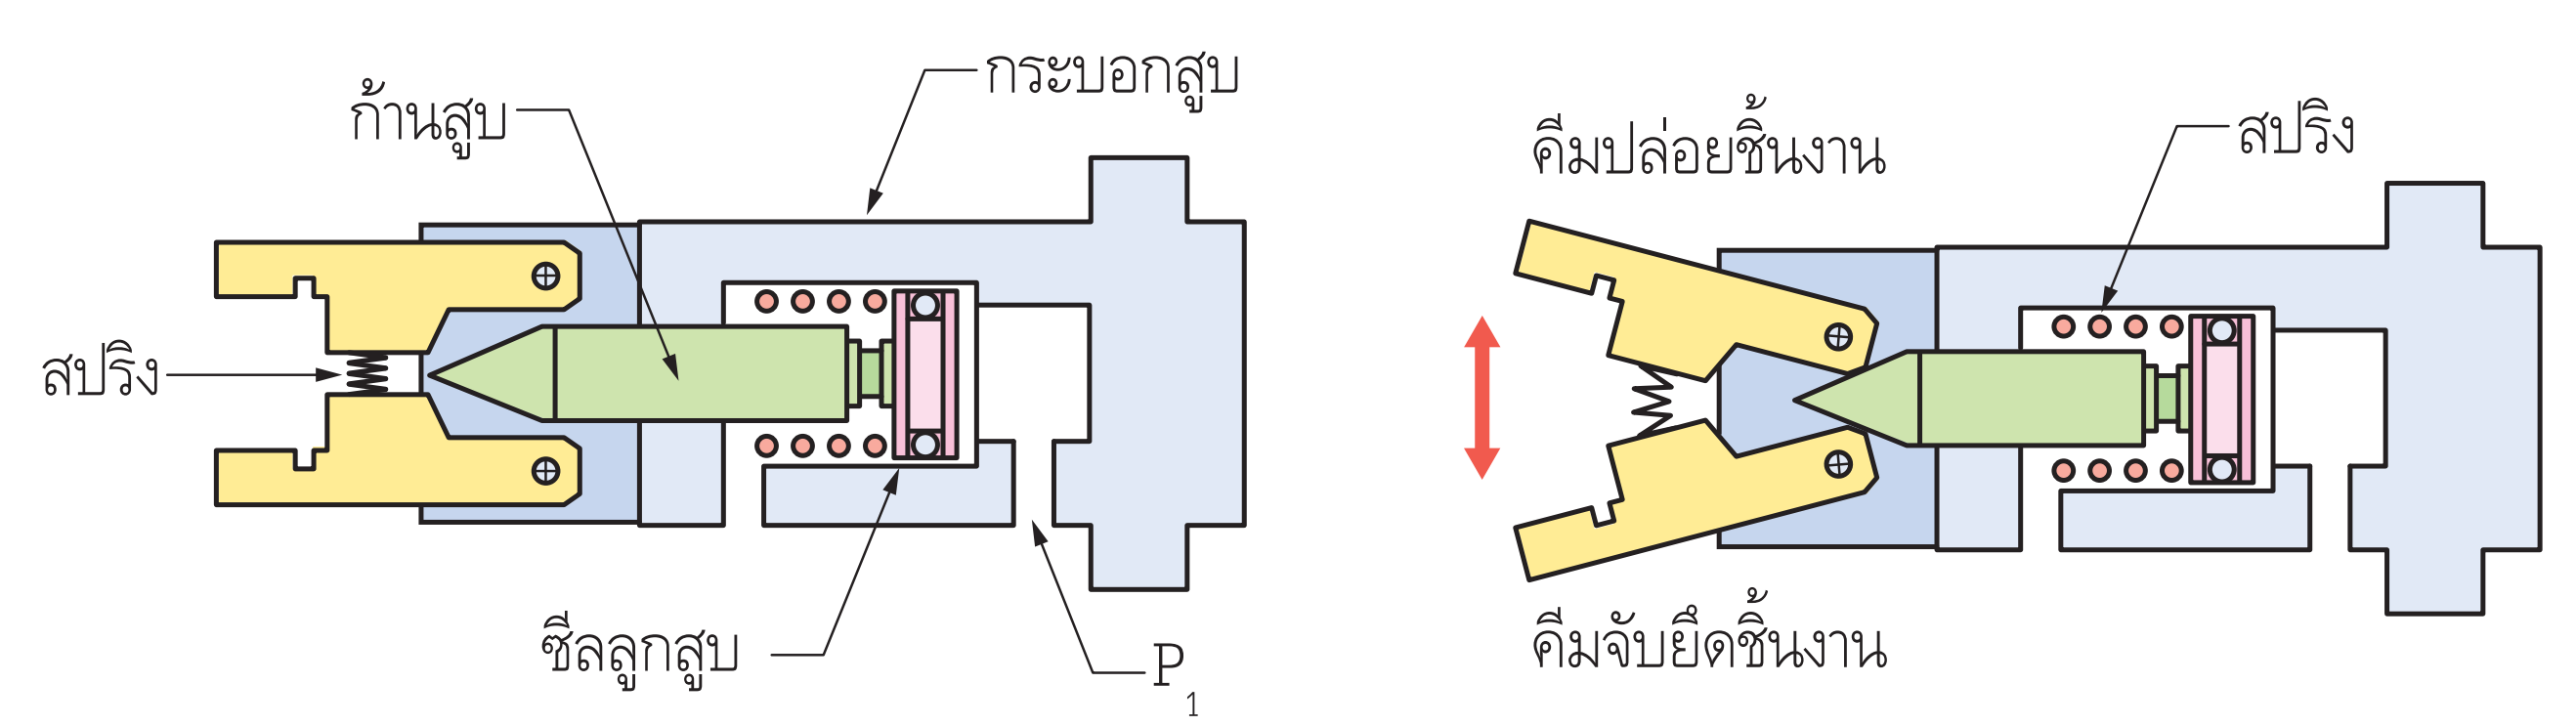 กระบอกสูบ
ก้านสูบ
สปริง
ซีลลูกสูบ
P1
คีมปล่อยชิ้นงาน
สปริง
คีมจับยึดชิ้นงาน